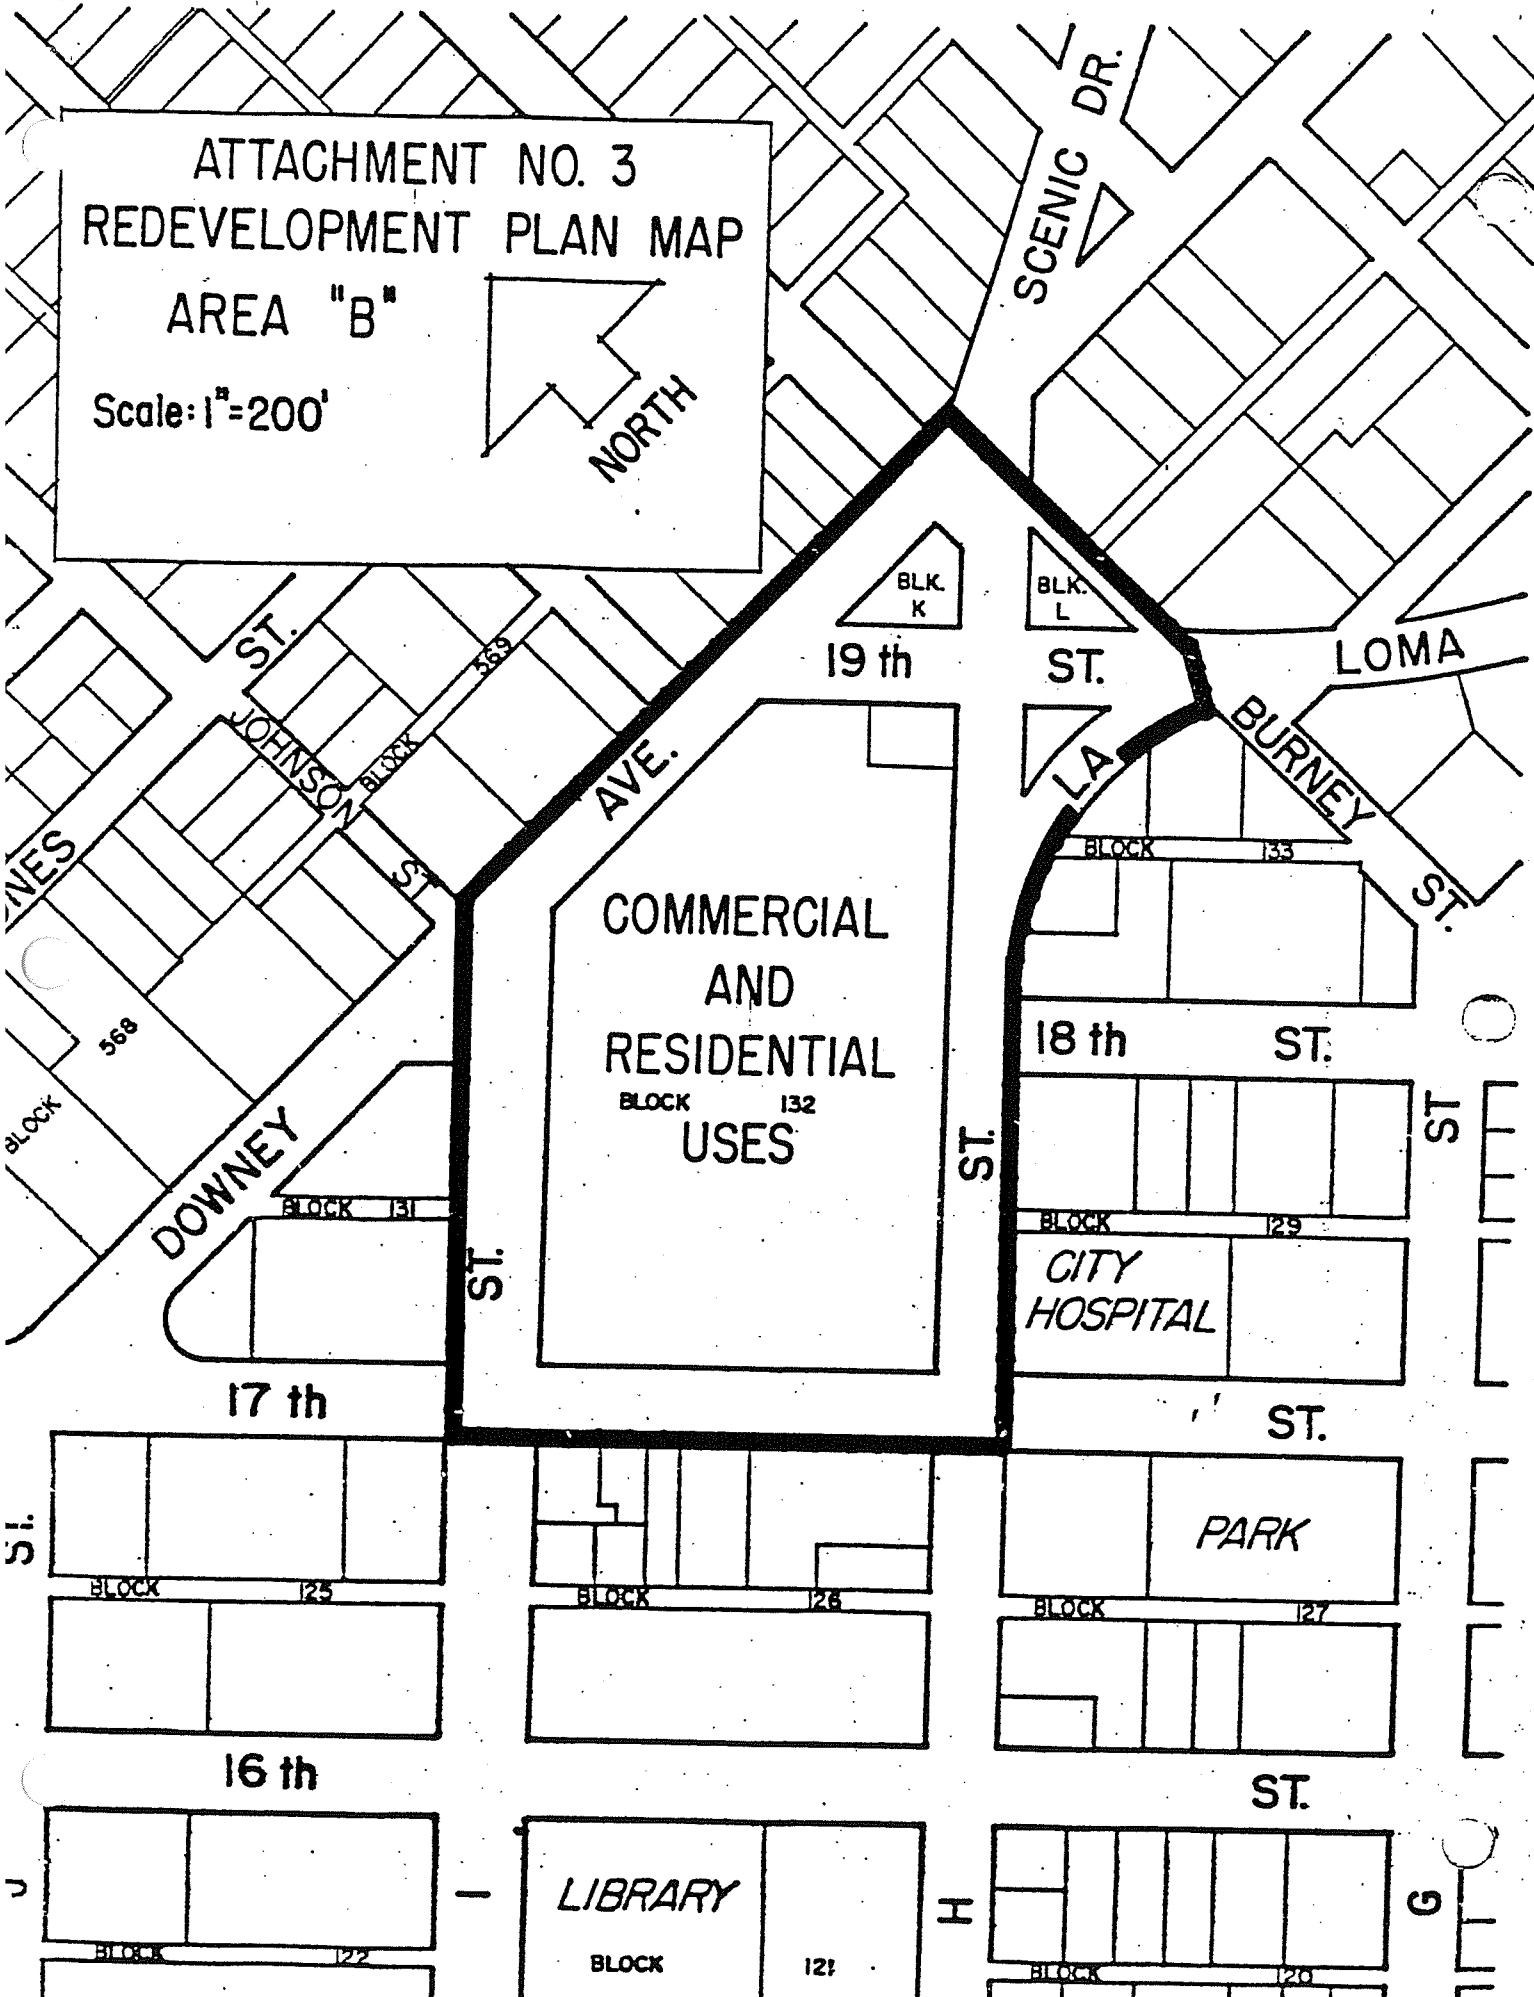 ATTACHMENT NO. 3
REDEVELOPMENT PLAN MAP
AREA "B"
Scale: 1"=200'
NORTH
SCENIC DR.
BLK.
K
BLK.
L
19 th ST.
LOMA
ST.
569
BLOCK
JOHNSON
ST.
AVE.
LA
BURNEY
ST.
BLOCK 133
COMMERCIAL
AND
RESIDENTIAL
BLOCK 132
USES
568
BLOCK
18 th ST.
ST
DOWNEY
BLOCK 131
ST.
ST.
BLOCK 129
CITY
HOSPITAL
17 th ST.
ST.
PARK
BLOCK 125
BLOCK 126
BLOCK 127
16 th ST.
J
I
H
G
LIBRARY
BLOCK 121
BLOCK 122
BLOCK 120